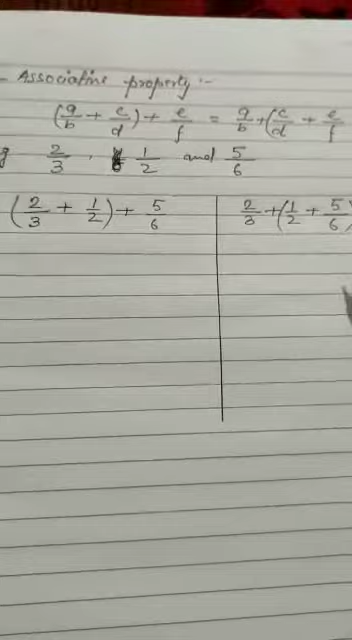 - Associative property :-
(a/b + c/d) + e/f = a/b + (c/d + e/f
g 2/3, 1/2 and 5/6
(2/3 + 1/2) + 5/6 | 2/3 + (1/2 + 5/6)